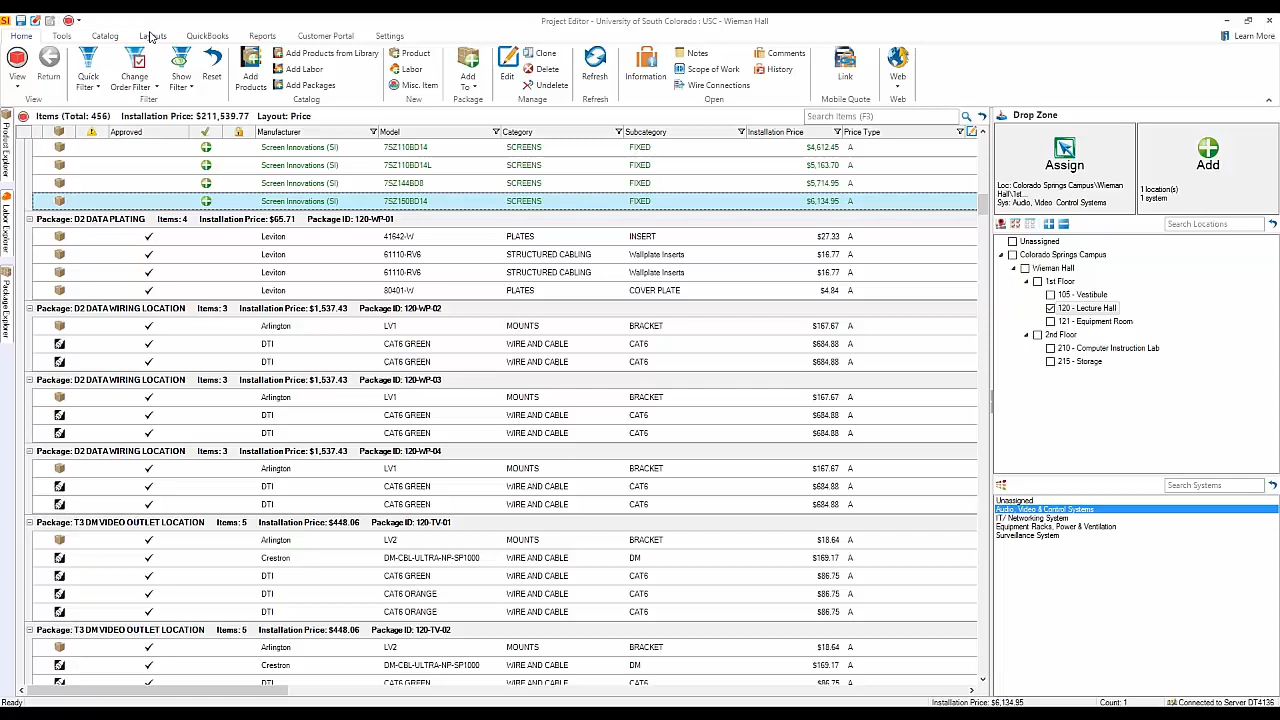 SI Project Editor - University of South Colorado : USC - Wieman Hall
Home Tools Catalog Layouts QuickBooks Reports Customer Portal Settings Learn More
View Return Quick Filter Change Order Filter Show Filter Reset Add Products Add Products from Library Add Labor Add Packages Product Labor Misc. Item Add To Edit Clone Delete Undelete Refresh Information Notes Scope of Work Wire Connections Comments History Link Web
View Filter Catalog New Package Manage Refresh Open Mobile Quote Web
Items (Total: 456) Installation Price: $211,539.77 Layout: Price Search Items (F3)
Approved Manufacturer Model Category Subcategory Installation Price Price Type
Screen Innovations (SI) 7SZ110BD14 SCREENS FIXED $4,612.45 A
Screen Innovations (SI) 7SZ110BD14L SCREENS FIXED $5,163.70 A
Screen Innovations (SI) 7SZ144BD8 SCREENS FIXED $5,714.95 A
Screen Innovations (SI) 7SZ150BD14 SCREENS FIXED $6,134.95 A
Package: D2 DATA PLATING Items: 4 Installation Price: $65.71 Package ID: 120-WP-01
Leviton 41642-W PLATES INSERT $27.33 A
Leviton 61110-RV6 STRUCTURED CABLING Wallplate Inserts $16.77 A
Leviton 61110-RV6 STRUCTURED CABLING Wallplate Inserts $16.77 A
Leviton 80401-W PLATES COVER PLATE $4.84 A
Package: D2 DATA WIRING LOCATION Items: 3 Installation Price: $1,537.43 Package ID: 120-WP-02
Arlington LV1 MOUNTS BRACKET $167.67 A
DTI CAT6 GREEN WIRE AND CABLE CAT6 $684.88 A
DTI CAT6 GREEN WIRE AND CABLE CAT6 $684.88 A
Package: D2 DATA WIRING LOCATION Items: 3 Installation Price: $1,537.43 Package ID: 120-WP-03
Arlington LV1 MOUNTS BRACKET $167.67 A
DTI CAT6 GREEN WIRE AND CABLE CAT6 $684.88 A
DTI CAT6 GREEN WIRE AND CABLE CAT6 $684.88 A
Package: D2 DATA WIRING LOCATION Items: 3 Installation Price: $1,537.43 Package ID: 120-WP-04
Arlington LV1 MOUNTS BRACKET $167.67 A
DTI CAT6 GREEN WIRE AND CABLE CAT6 $684.88 A
DTI CAT6 GREEN WIRE AND CABLE CAT6 $684.88 A
Package: T3 DM VIDEO OUTLET LOCATION Items: 5 Installation Price: $448.06 Package ID: 120-TV-01
Arlington LV2 MOUNTS BRACKET $18.64 A
Crestron DM-CBL-ULTRA-NP-SP1000 WIRE AND CABLE DM $169.17 A
DTI CAT6 GREEN WIRE AND CABLE CAT6 $86.75 A
DTI CAT6 ORANGE WIRE AND CABLE CAT6 $86.75 A
DTI CAT6 ORANGE WIRE AND CABLE CAT6 $86.75 A
Package: T3 DM VIDEO OUTLET LOCATION Items: 5 Installation Price: $448.06 Package ID: 120-TV-02
Arlington LV2 MOUNTS BRACKET $18.64 A
Crestron DM-CBL-ULTRA-NP-SP1000 WIRE AND CABLE DM $169.17 A
DTI CAT6 GREEN WIRE AND CABLE CAT6 $86.75 A
Product Explorer
Labor Explorer
Package Explorer
Drop Zone
Assign
Loc: Colorado Springs Campus\Wieman
Hall\1st...
Sys: Audio, Video Control Systems
Add
1 location(s)
1 system
Search Locations
Unassigned
Colorado Springs Campus
Wieman Hall
1st Floor
105 - Vestibule
120 - Lecture Hall
121 - Equipment Room
2nd Floor
210 - Computer Instruction Lab
215 - Storage
Search Systems
Unassigned
Audio, Video & Control Systems
IT/ Networking System
Equipment Racks, Power & Ventilation
Surveillance System
Ready Installation Price: $6,134.95 Count: 1 Connected to Server DT4136